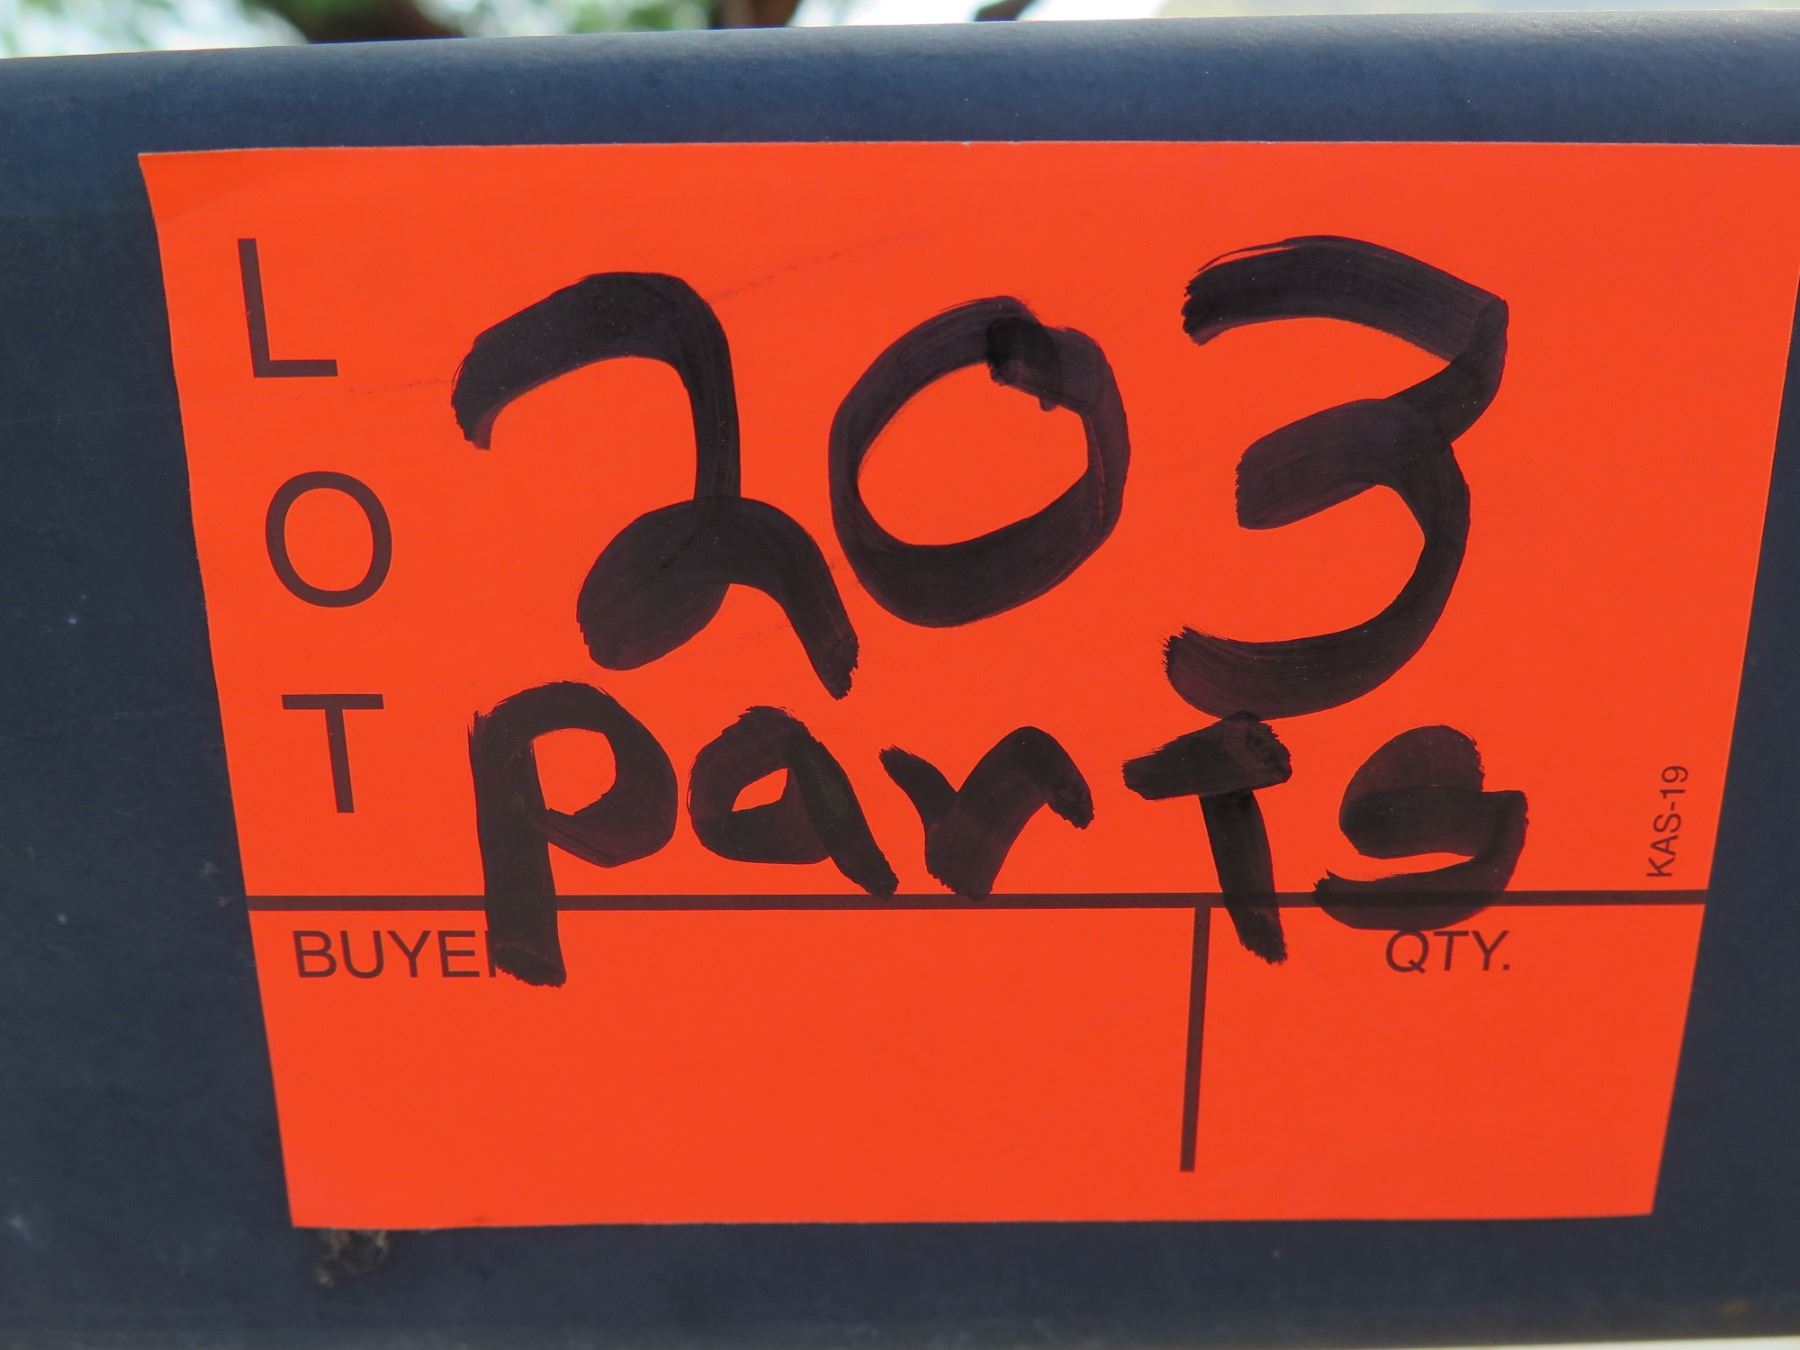 LOT
203
parts
KAS-19
BUYER
QTY.